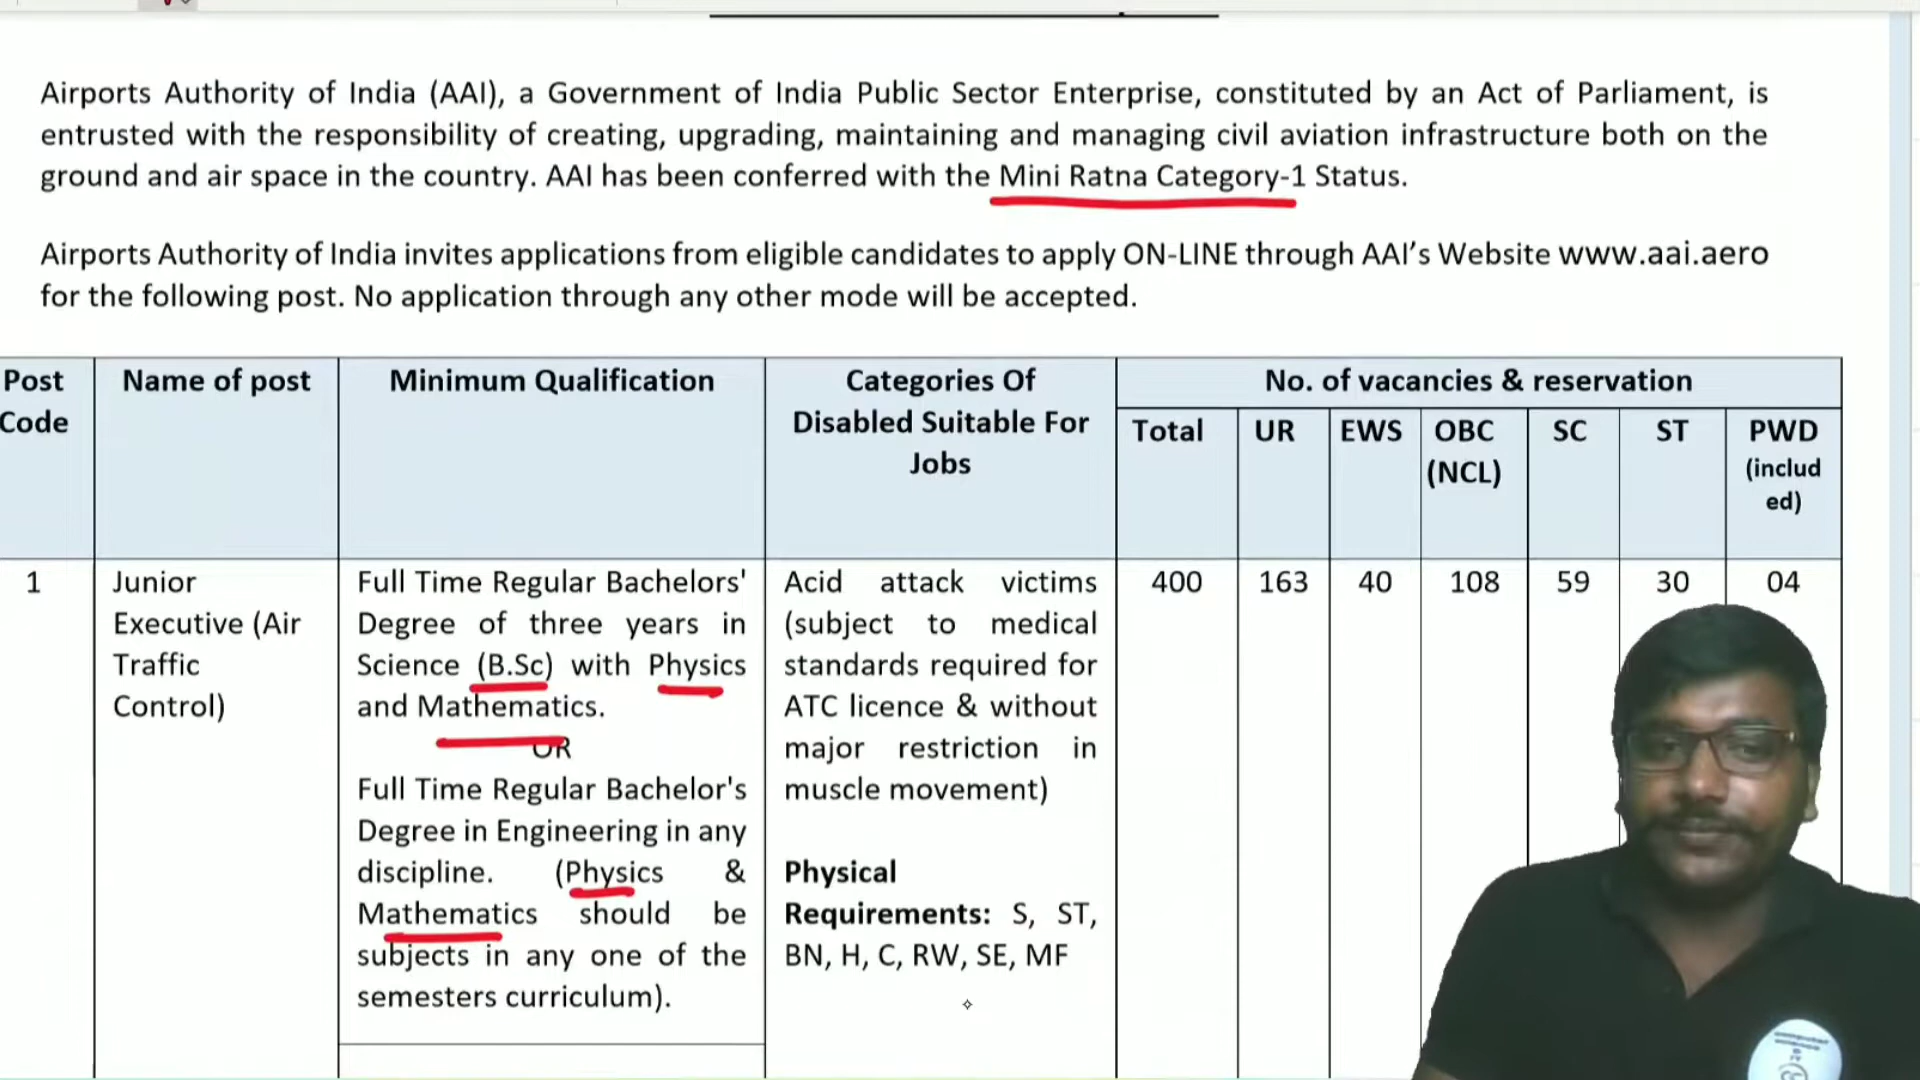 Airports Authority of India (AAI), a Government of India Public Sector Enterprise, constituted by an Act of Parliament, is
entrusted with the responsibility of creating, upgrading, maintaining and managing civil aviation infrastructure both on the
ground and air space in the country. AAI has been conferred with the Mini Ratna Category-1 Status.
Airports Authority of India invites applications from eligible candidates to apply ON-LINE through AAI’s Website www.aai.aero
for the following post. No application through any other mode will be accepted.
Post
Code
Name of post
Minimum Qualification
Categories Of
Disabled Suitable For
Jobs
No. of vacancies & reservation
Total
UR
EWS
OBC
(NCL)
SC
ST
PWD
(includ
ed)
1
Junior
Executive (Air
Traffic
Control)
Full Time Regular Bachelors'
Degree of three years in
Science (B.Sc) with Physics
and Mathematics.
OR
Full Time Regular Bachelor's
Degree in Engineering in any
discipline. (Physics &
Mathematics should be
subjects in any one of the
semesters curriculum).
Acid attack victims
(subject to medical
standards required for
ATC licence & without
major restriction in
muscle movement)
Physical
Requirements: S, ST,
BN, H, C, RW, SE, MF
400
163
40
108
59
30
04